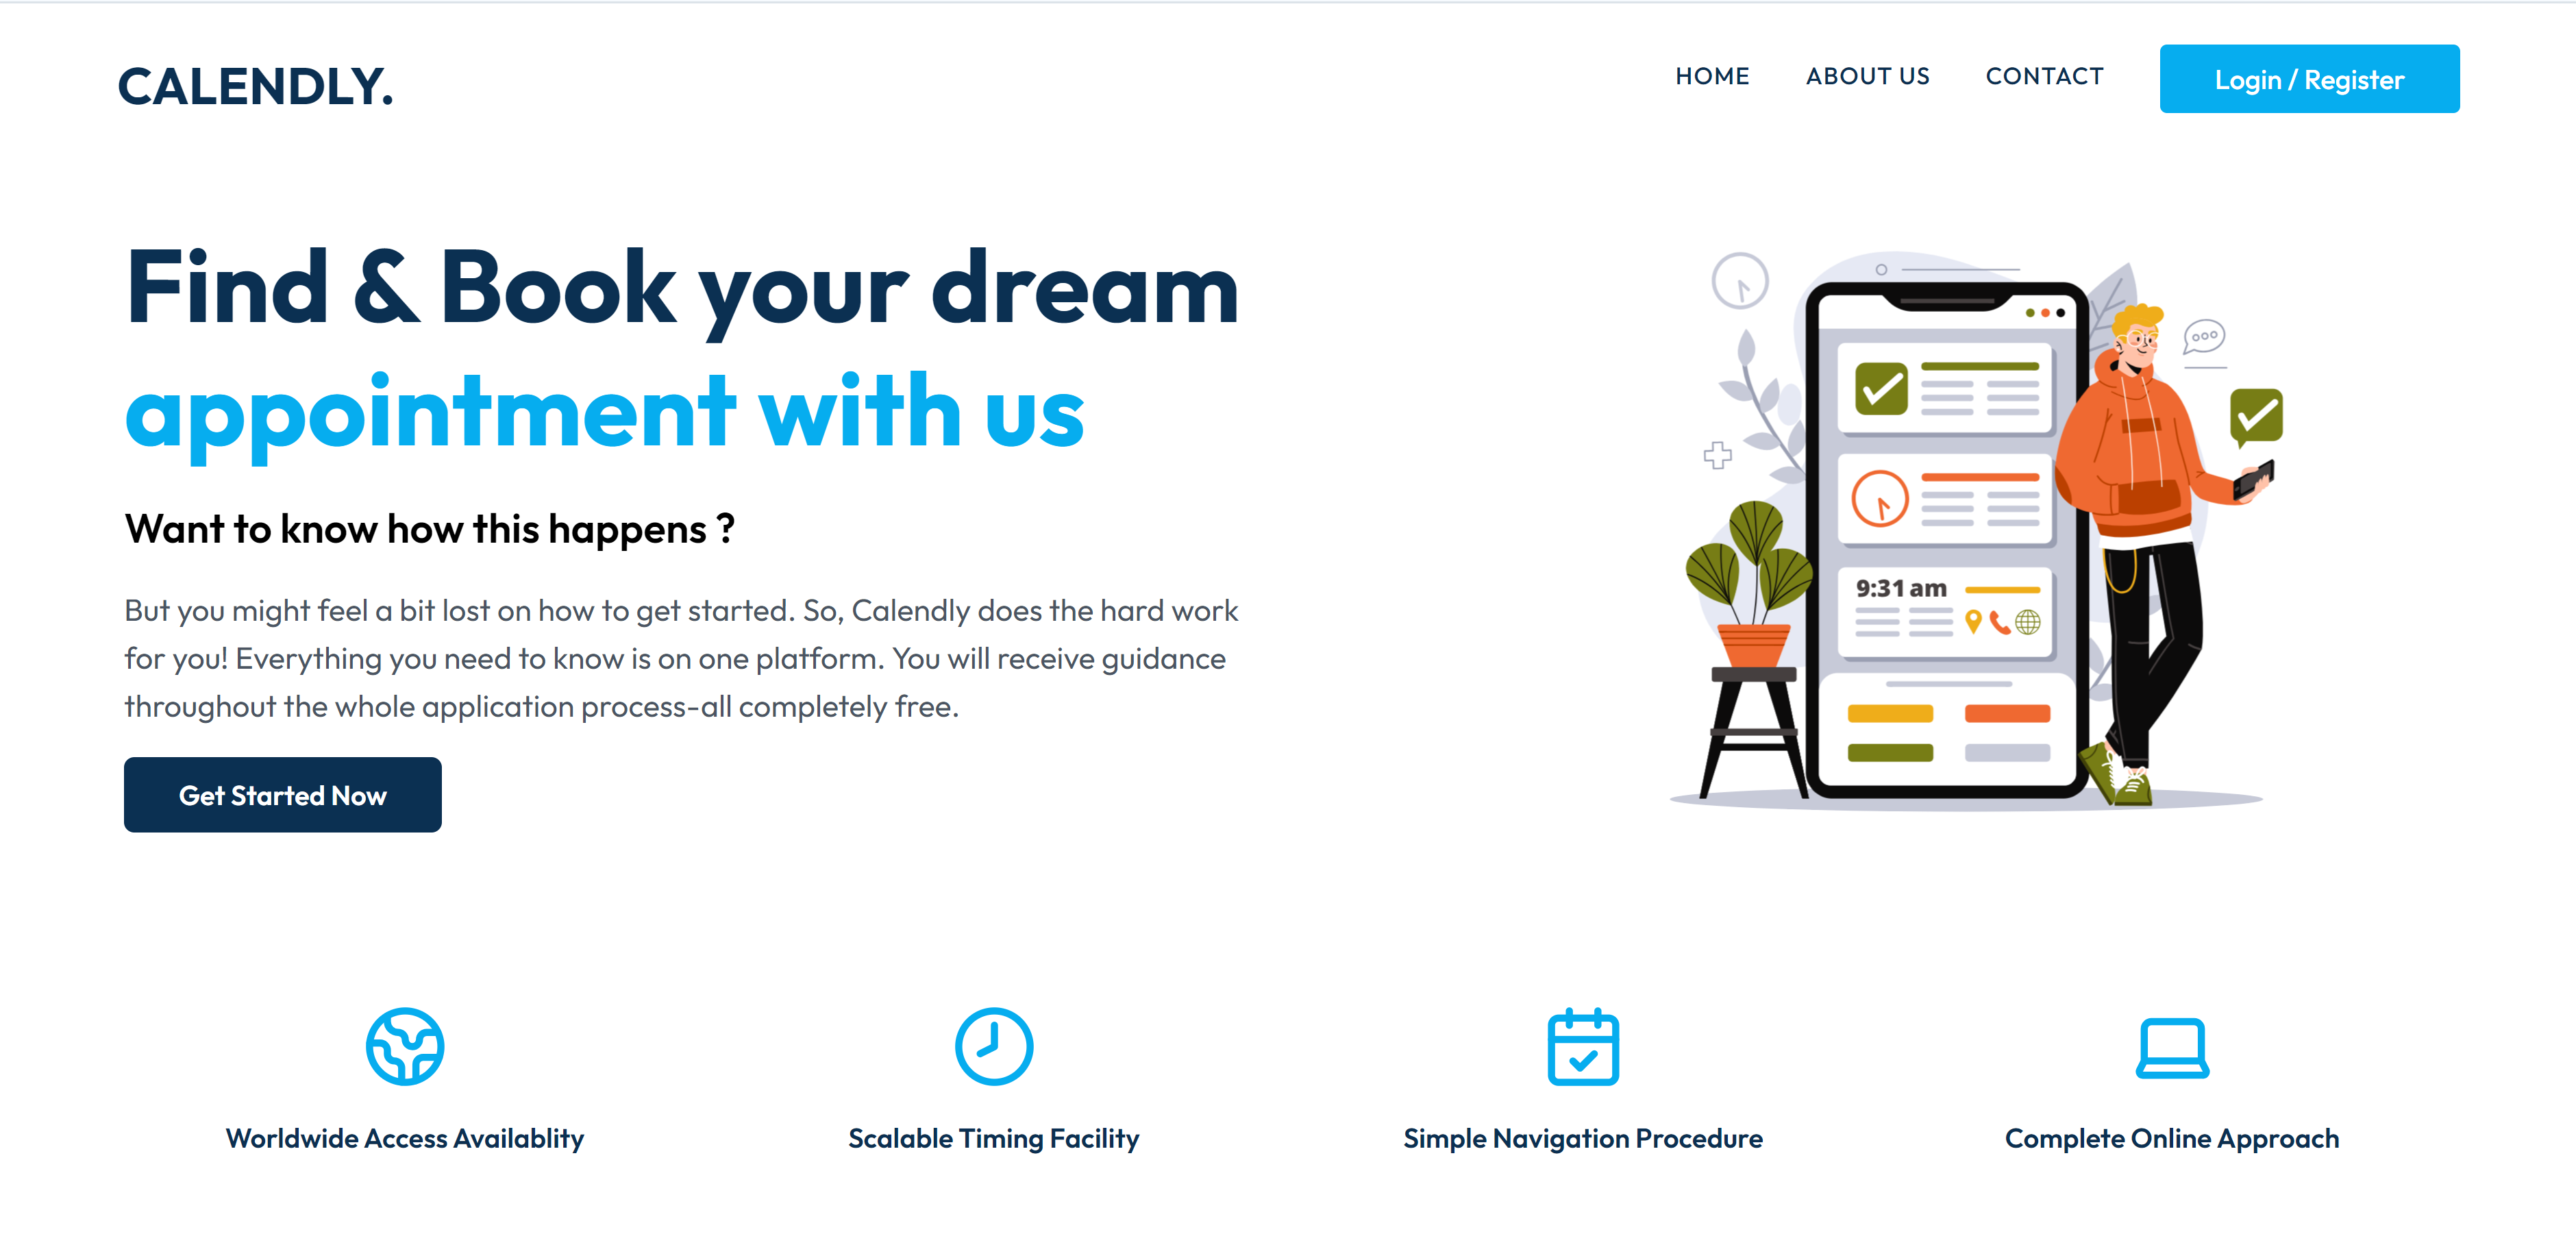 CALENDLY.
HOME ABOUT US CONTACT Login / Register
Find & Book your dream
appointment with us
Want to know how this happens ?
But you might feel a bit lost on how to get started. So, Calendly does the hard work
for you! Everything you need to know is on one platform. You will receive guidance
throughout the whole application process-all completely free.
Get Started Now
9:31 am
Worldwide Access Availablity
Scalable Timing Facility
Simple Navigation Procedure
Complete Online Approach